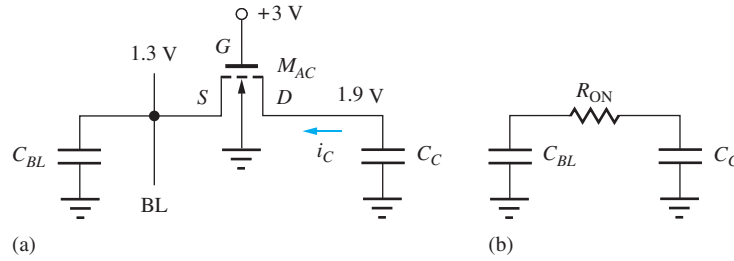 +3 V
G
1.3 V
M_AC
S
D
1.9 V
R_ON
C_BL
i_C
C_C
C_BL
C_C
BL
(a)
(b)